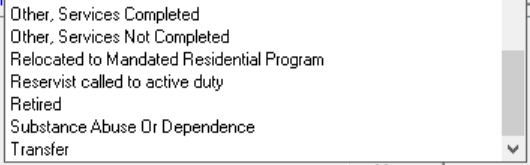 Other, Services Completed
Other, Services Not Completed
Relocated to Mandated Residential Program
Reservist called to active duty
Retired
Substance Abuse Or Dependence
Transfer